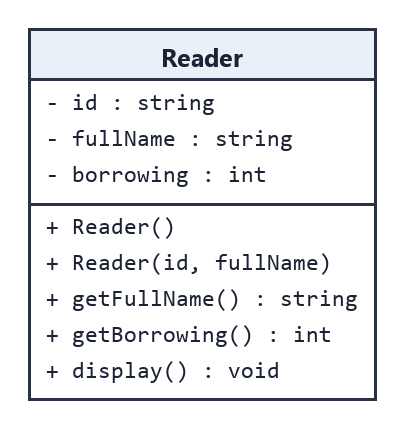 Reader
- id : string
- fullName : string
- borrowing : int
+ Reader()
+ Reader(id, fullName)
+ getFullName() : string
+ getBorrowing() : int
+ display() : void